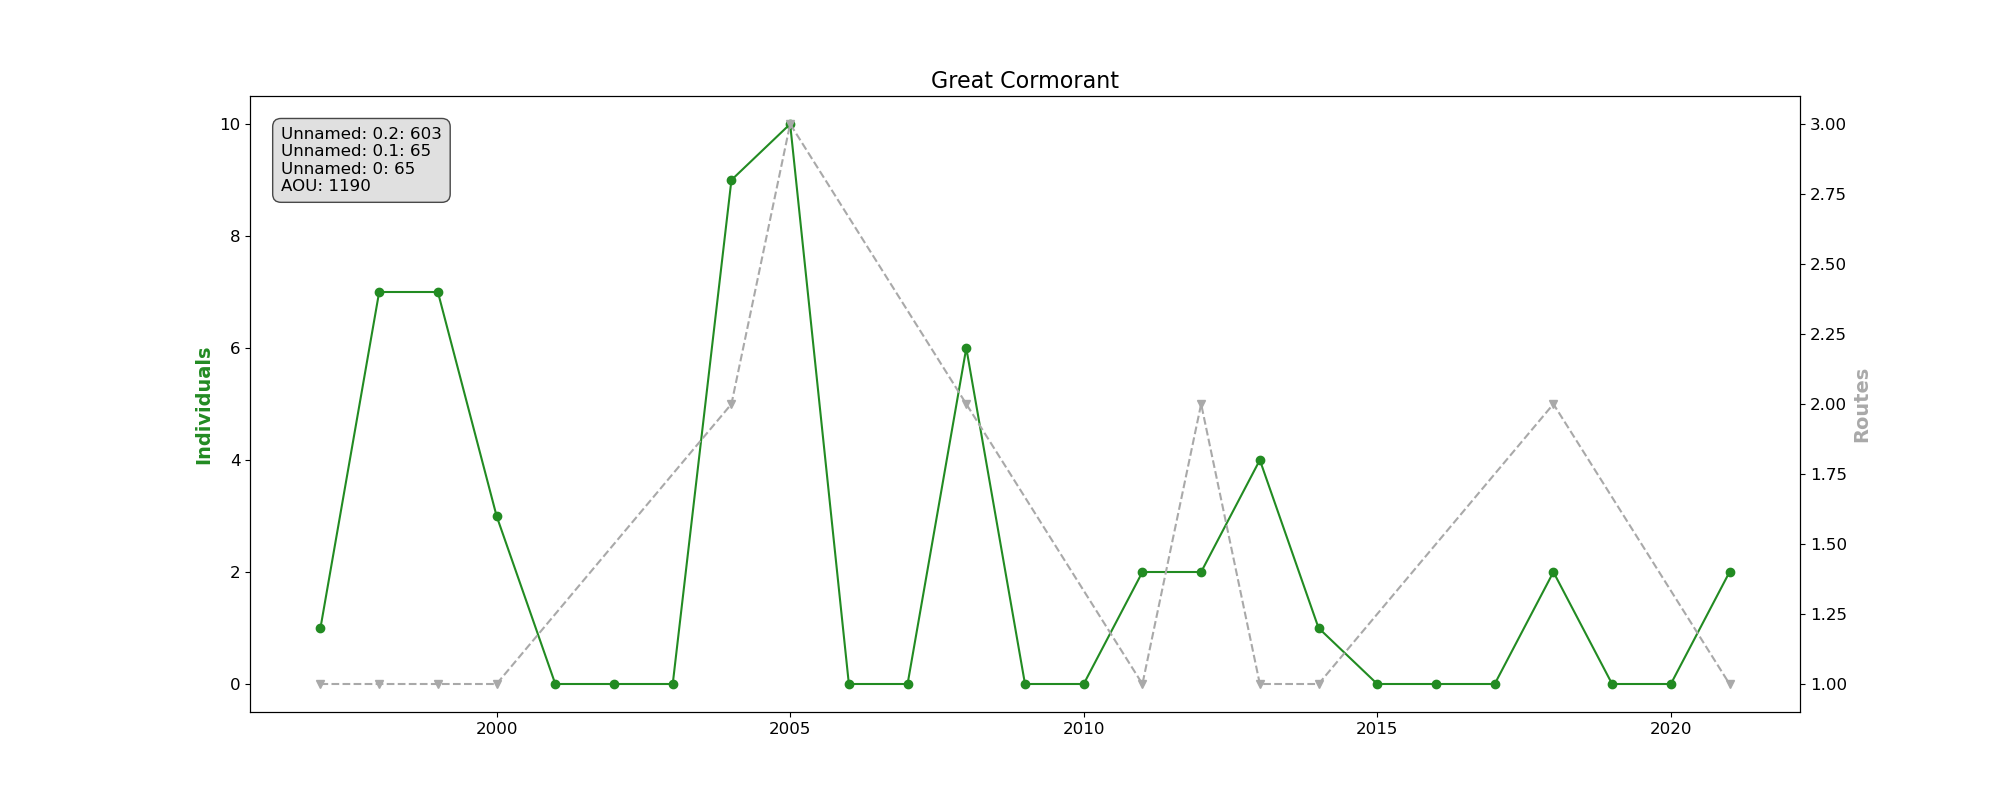 Great Cormorant
Unnamed: 0.2: 603
Unnamed: 0.1: 65
Unnamed: 0: 65
AOU: 1190
Individuals
10
8
6
4
2
0
3.00
2.75
2.50
2.25
2.00
1.75
1.50
1.25
1.00
Routes
2000 2005 2010 2015 2020